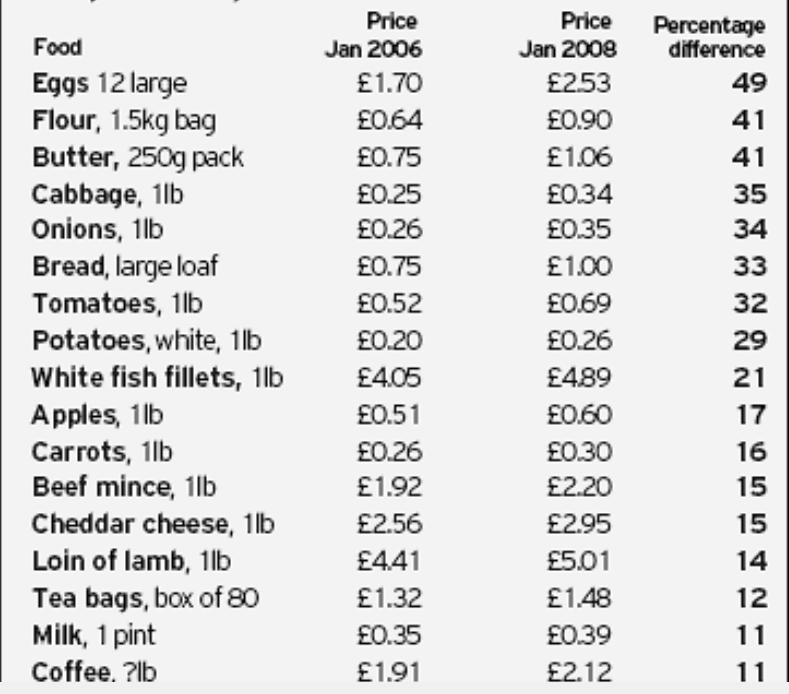 Food Price Jan 2006 Price Jan 2008 Percentage difference
Eggs 12 large £1.70 £2.53 49
Flour, 1.5kg bag £0.64 £0.90 41
Butter, 250g pack £0.75 £1.06 41
Cabbage, 1lb £0.25 £0.34 35
Onions, 1lb £0.26 £0.35 34
Bread, large loaf £0.75 £1.00 33
Tomatoes, 1lb £0.52 £0.69 32
Potatoes, white, 1lb £0.20 £0.26 29
White fish fillets, 1lb £4.05 £4.89 21
Apples, 1lb £0.51 £0.60 17
Carrots, 1lb £0.26 £0.30 16
Beef mince, 1lb £1.92 £2.20 15
Cheddar cheese, 1lb £2.56 £2.95 15
Loin of lamb, 1lb £4.41 £5.01 14
Tea bags, box of 80 £1.32 £1.48 12
Milk, 1 pint £0.35 £0.39 11
Coffee, ?lb £1.91 £2.12 11